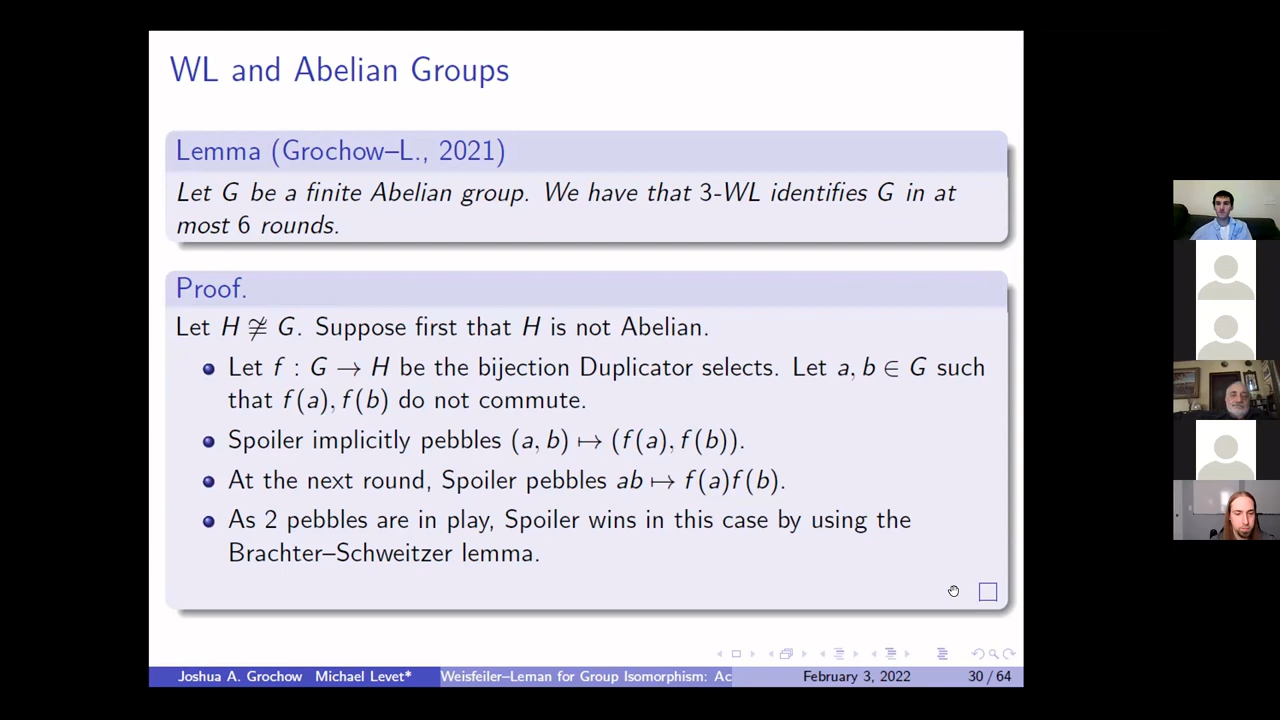 WL and Abelian Groups
Lemma (Grochow–L., 2021)
Let G be a finite Abelian group. We have that 3-WL identifies G in at
most 6 rounds.
Proof.
Let H ≇ G. Suppose first that H is not Abelian.
Let f : G → H be the bijection Duplicator selects. Let a, b ∈ G such
that f(a), f(b) do not commute.
Spoiler implicitly pebbles (a, b) ↦ (f(a), f(b)).
At the next round, Spoiler pebbles ab ↦ f(a)f(b).
As 2 pebbles are in play, Spoiler wins in this case by using the
Brachter–Schweitzer lemma.
Joshua A. Grochow Michael Levet* Weisfeiler–Leman for Group Isomorphism: Ac February 3, 2022 30 / 64